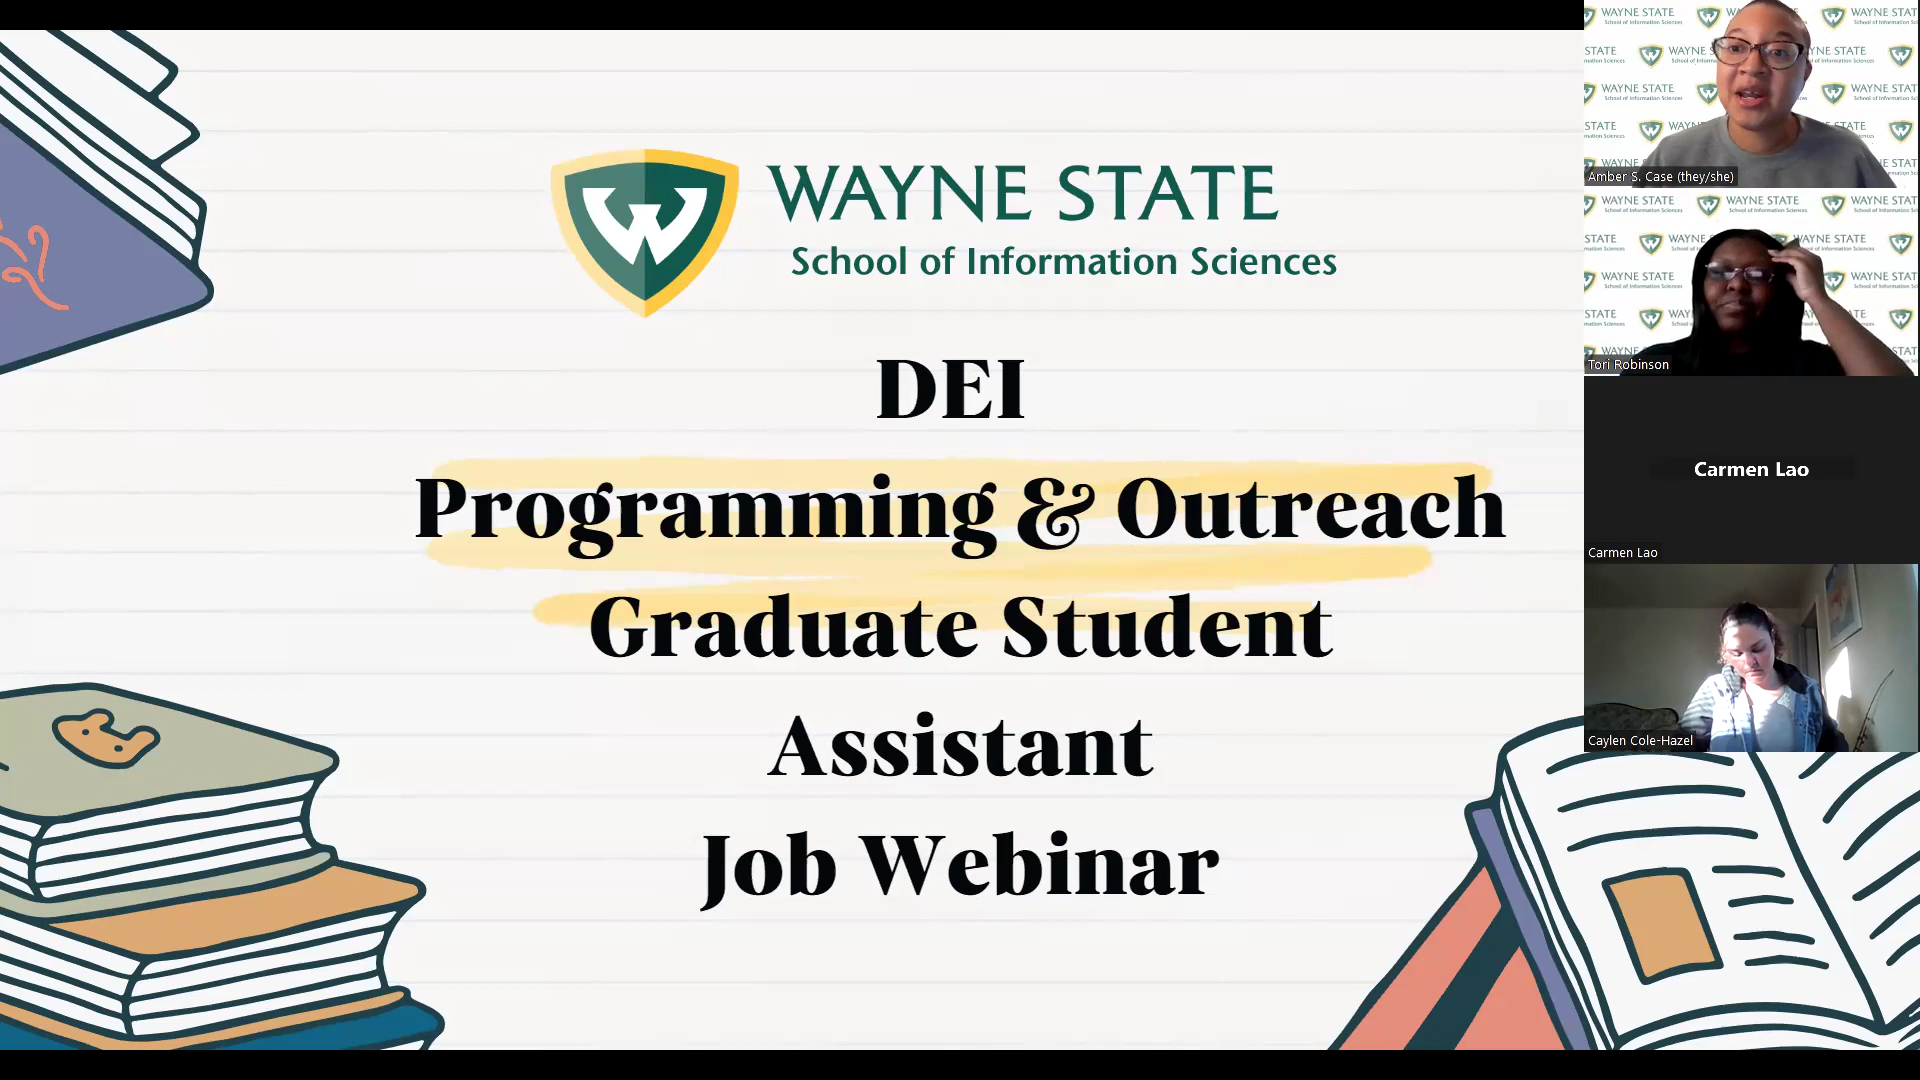 WAYNE STATE
School of Information Sciences
DEI
Programming & Outreach
Graduate Student
Assistant
Job Webinar
Amber S. Case (they/she)
Tori Robinson
Carmen Lao
Carmen Lao
Caylen Cole-Hazel